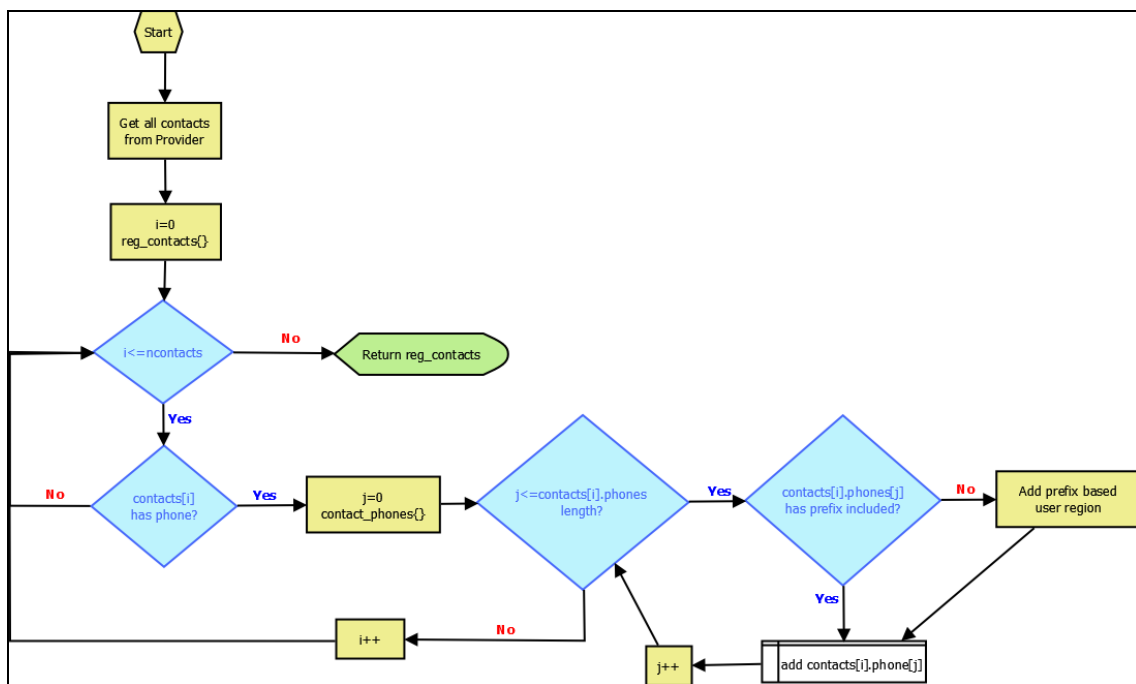 Start
Get all contacts
from Provider
i=0
reg_contacts{}
i<=ncontacts
No
Return reg_contacts
Yes
contacts[i]
has phone?
No
Yes
j=0
contact_phones{}
j<=contacts[i].phones
length?
Yes
contacts[i].phones[j]
has prefix included?
No
Add prefix based
user region
Yes
No
i++
j++
add contacts[i].phone[j]